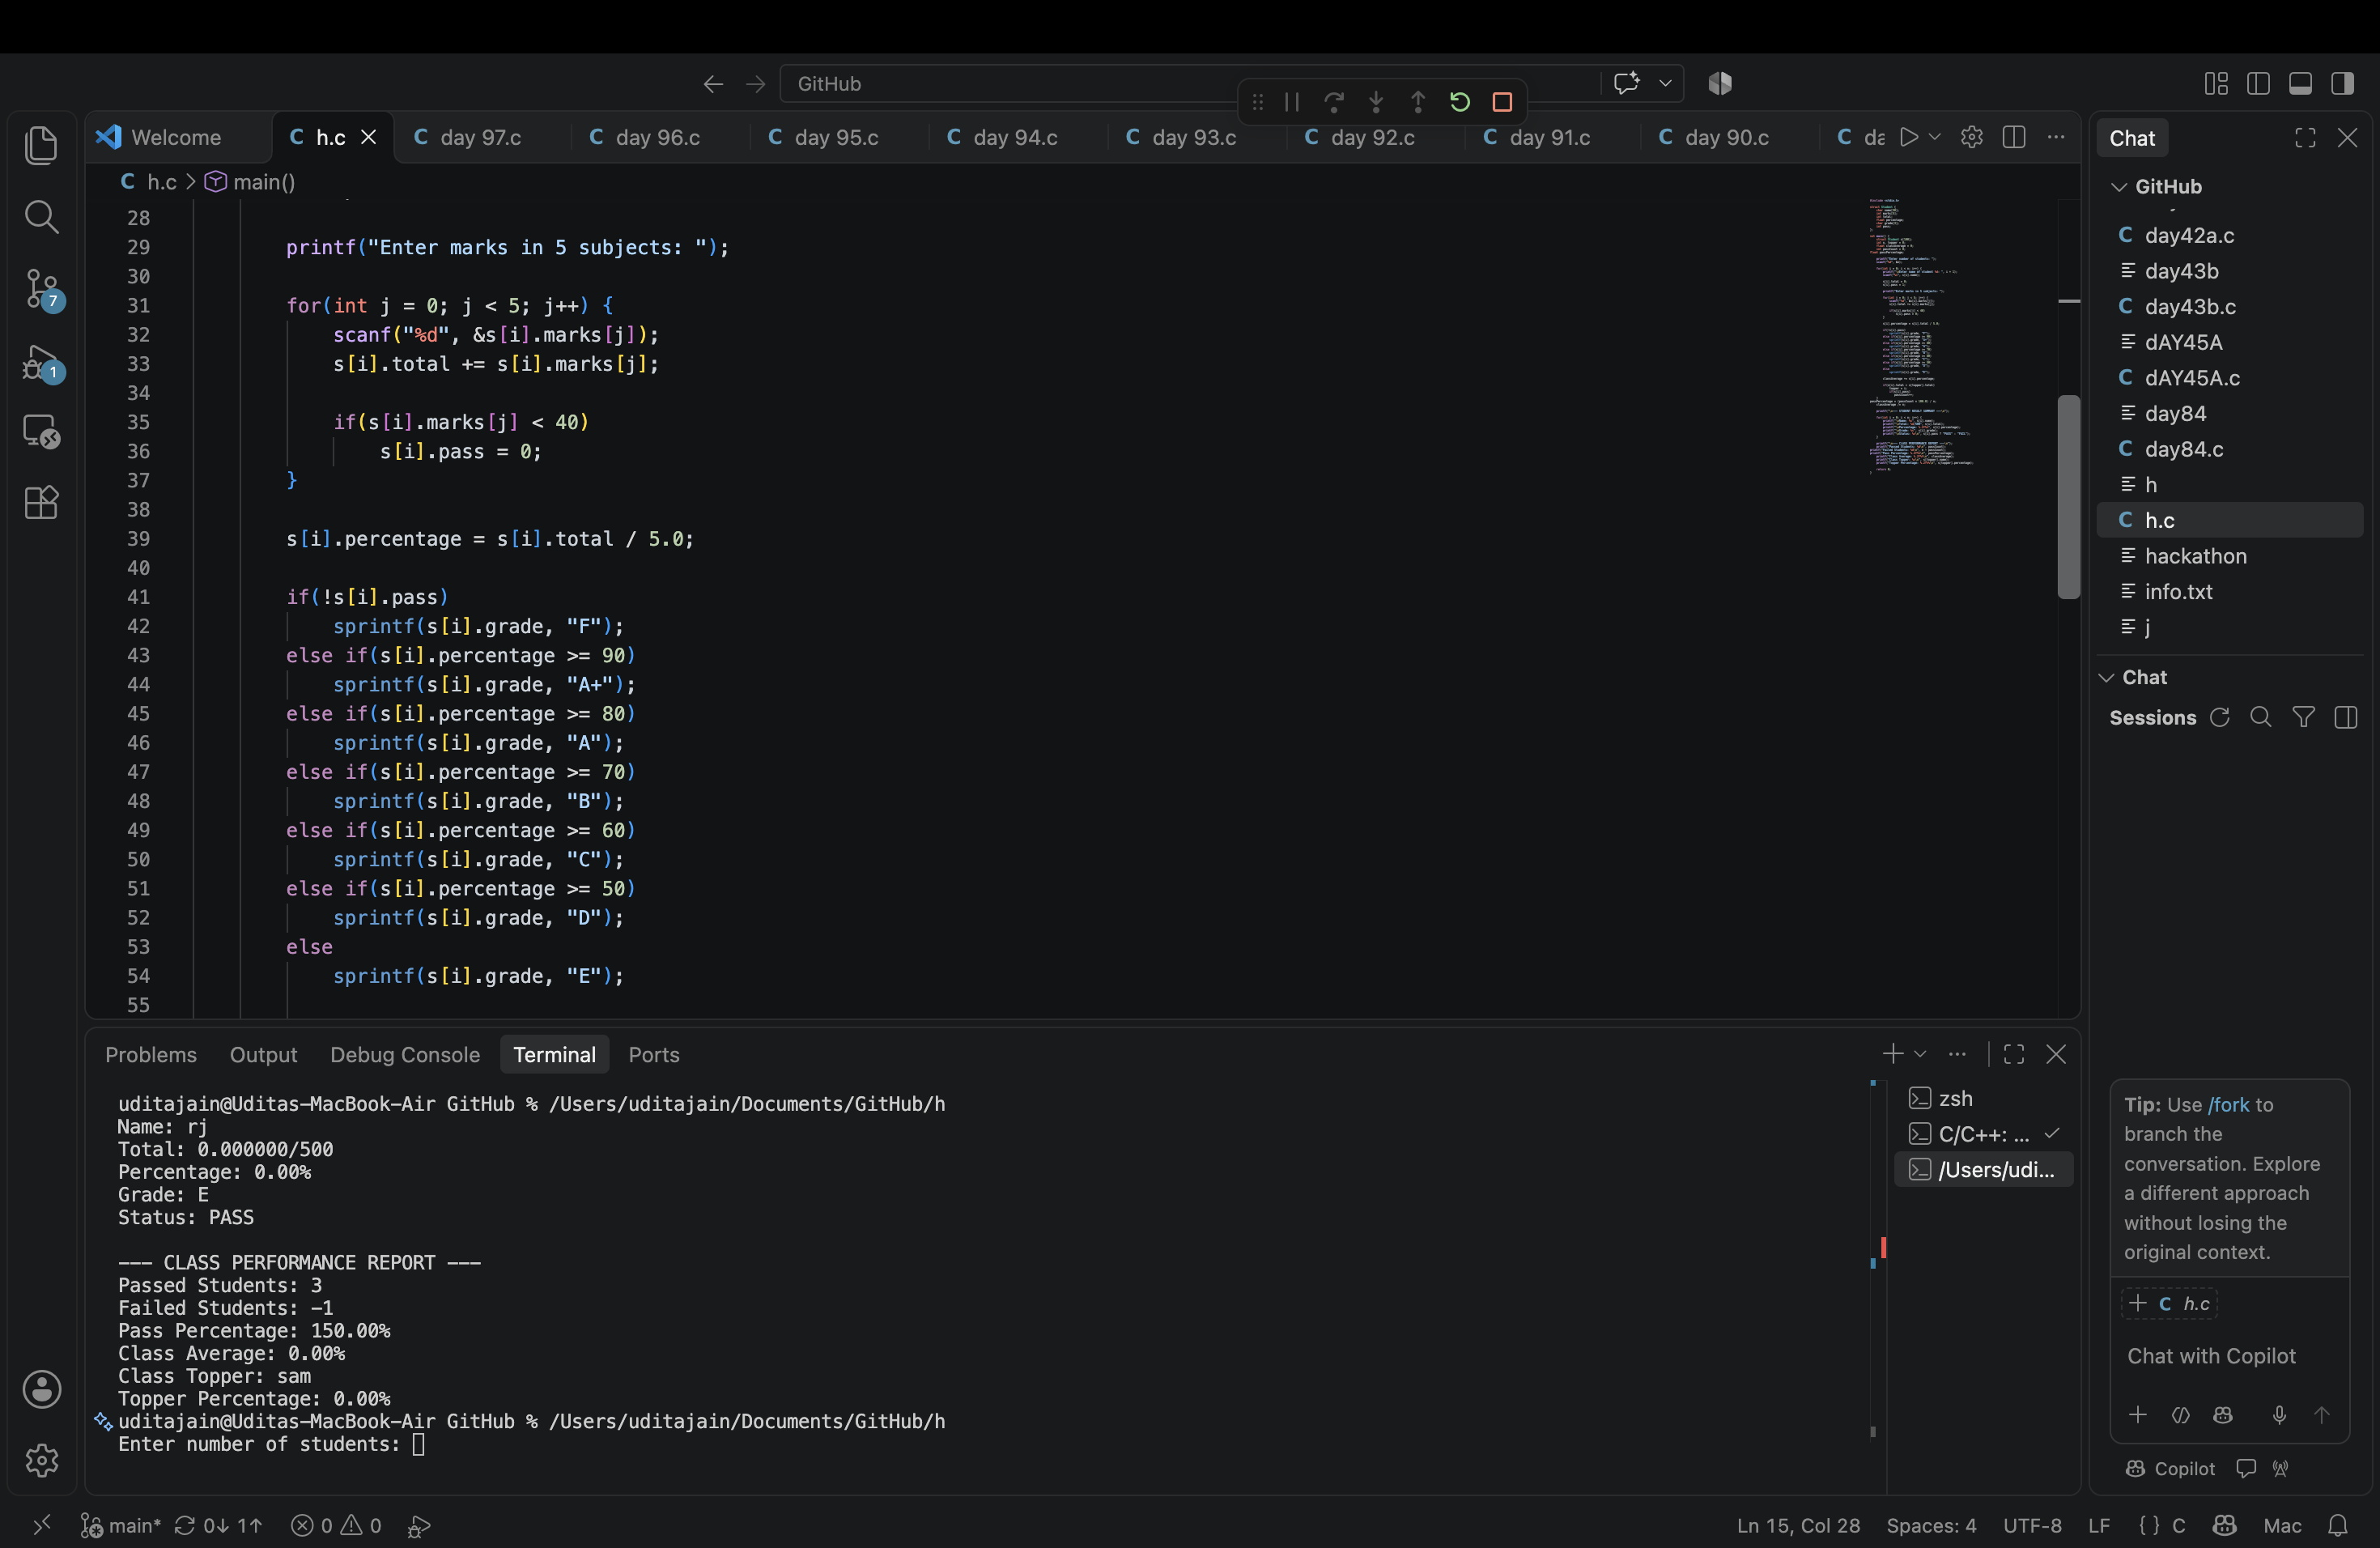 GitHub
Welcome
h.c
day 97.c
day 96.c
day 95.c
day 94.c
day 93.c
day 92.c
day 91.c
day 90.c
da
h.c > main()
28
29 printf("Enter marks in 5 subjects: ");
30
31 for(int j = 0; j < 5; j++) {
32 scanf("%d", &s[i].marks[j]);
33 s[i].total += s[i].marks[j];
34
35 if(s[i].marks[j] < 40)
36 s[i].pass = 0;
37 }
38
39 s[i].percentage = s[i].total / 5.0;
40
41 if(!s[i].pass)
42 sprintf(s[i].grade, "F");
43 else if(s[i].percentage >= 90)
44 sprintf(s[i].grade, "A+");
45 else if(s[i].percentage >= 80)
46 sprintf(s[i].grade, "A");
47 else if(s[i].percentage >= 70)
48 sprintf(s[i].grade, "B");
49 else if(s[i].percentage >= 60)
50 sprintf(s[i].grade, "C");
51 else if(s[i].percentage >= 50)
52 sprintf(s[i].grade, "D");
53 else
54 sprintf(s[i].grade, "E");
55
7
1
Problems Output Debug Console Terminal Ports
uditajain@Uditas-MacBook-Air GitHub % /Users/uditajain/Documents/GitHub/h
Name: rj
Total: 0.000000/500
Percentage: 0.00%
Grade: E
Status: PASS
--- CLASS PERFORMANCE REPORT ---
Passed Students: 3
Failed Students: -1
Pass Percentage: 150.00%
Class Average: 0.00%
Class Topper: sam
Topper Percentage: 0.00%
uditajain@Uditas-MacBook-Air GitHub % /Users/uditajain/Documents/GitHub/h
Enter number of students:
zsh
C/C++: ...
/Users/udi...
Chat
GitHub
C day42a.c
day43b
C day43b.c
dAY45A
C dAY45A.c
day84
C day84.c
h
C h.c
hackathon
info.txt
j
Chat
Sessions
Tip: Use /fork to
branch the
conversation. Explore
a different approach
without losing the
original context.
C h.c
Chat with Copilot
Copilot
main* 0↓ 1↑ 0 0
Ln 15, Col 28 Spaces: 4 UTF-8 LF {} C Mac